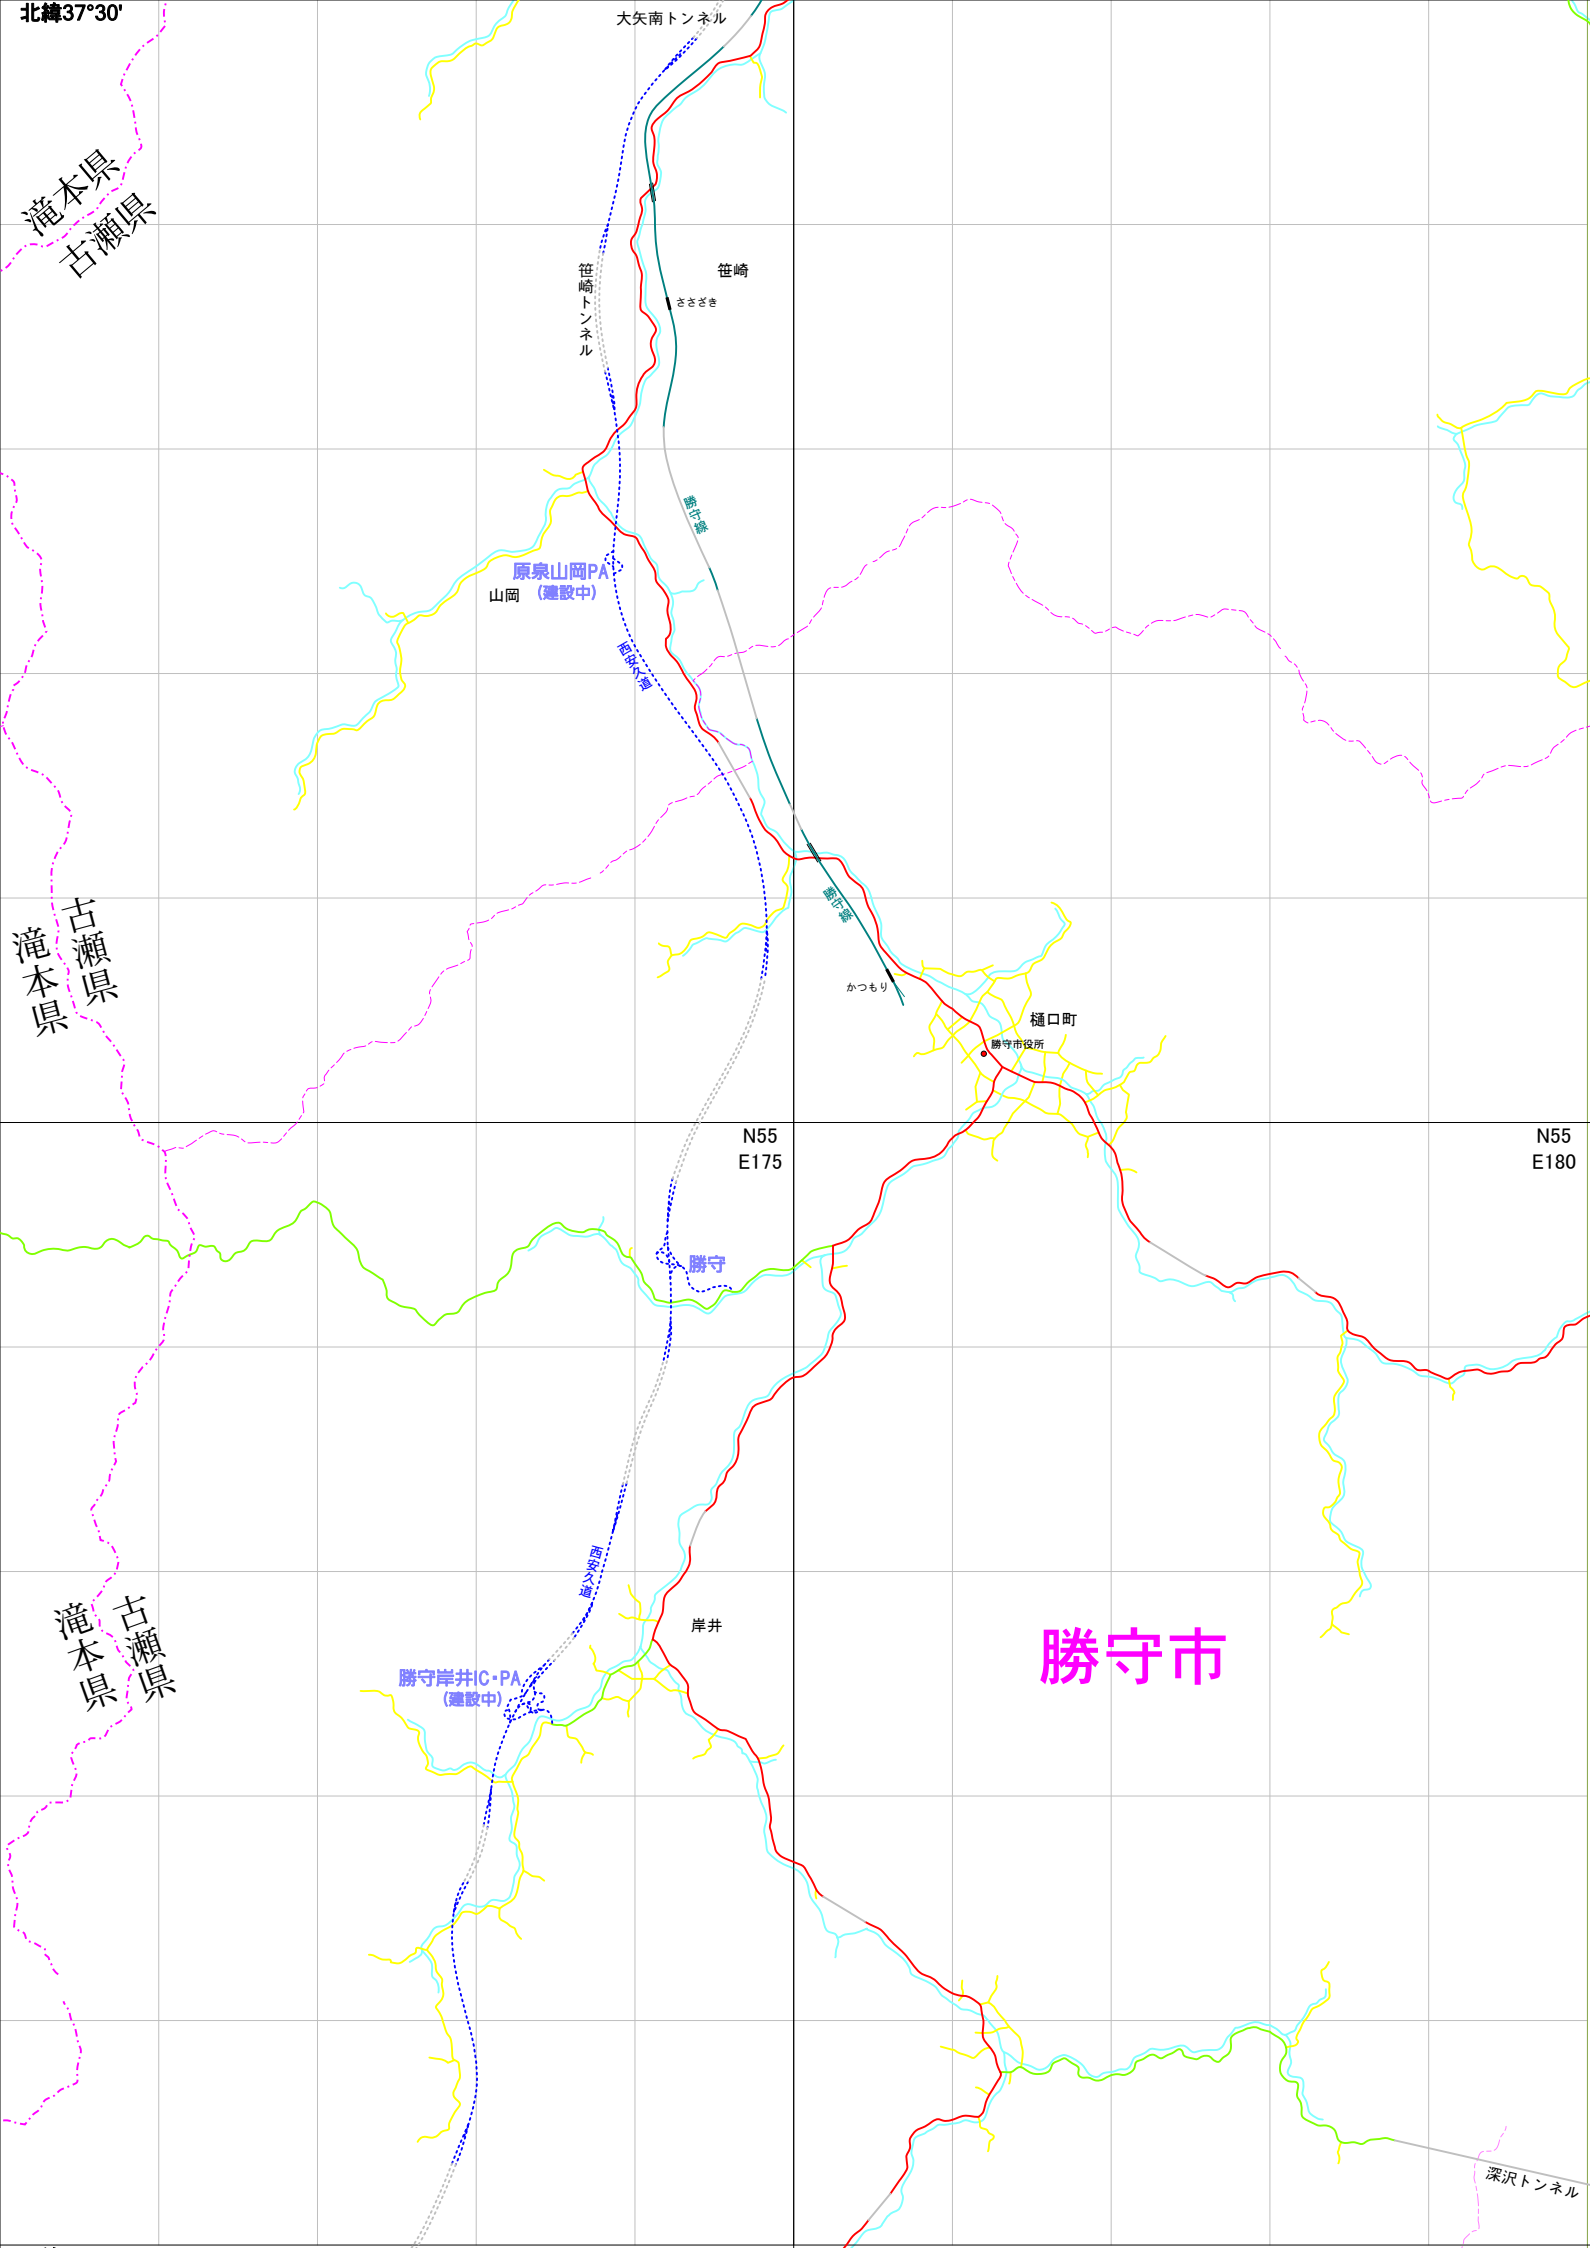 北緯37°30'
大矢南トンネル
滝本県
古瀬県
笹崎トンネル
笹崎
ささざき
勝守線
原泉山岡PA
(建設中)
山岡
西安久道
勝守線
古瀬県
滝本県
かつもり
樋口町
勝守市役所
N55
E175
N55
E180
勝守
西安久道
古瀬県
滝本県
岸井
勝守市
勝守岸井IC・PA
(建設中)
深沢トンネル